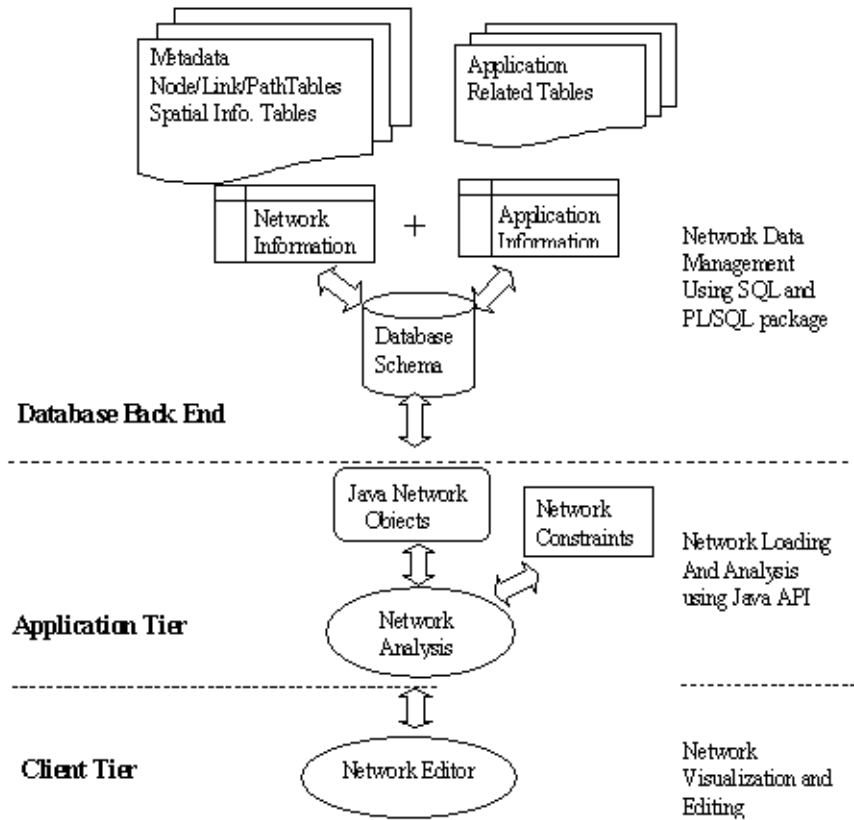 Metadata
Node/Link/PathTables
Spatial Info. Tables
Application
Related Tables
Network
Information
+
Application
Information
Network Data
Management
Using SQL and
PL/SQL package
Database
Schema
Database Back End
Java Network
Objects
Network
Constraints
Network Loading
And Analysis
using Java API
Application Tier
Network
Analysis
Client Tier
Network Editor
Network
Visualization and
Editing